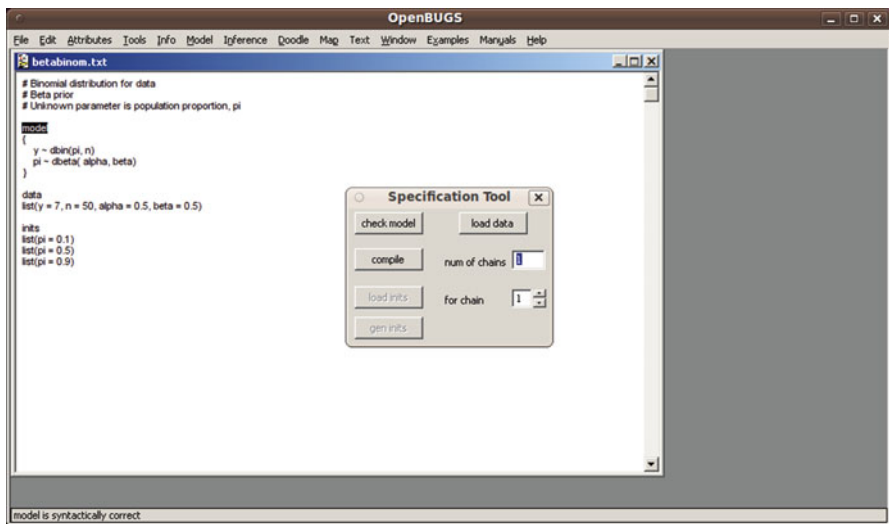 OpenBUGS
File Edit Attributes Tools Info Model Inference Doodle Map Text Window Examples Manuals Help
betabinom.txt
# Binomial distribution for data
# Beta prior
# Unknown parameter is population proportion, pi
model
{
y ~ dbin(pi, n)
pi ~ dbeta( alpha, beta)
}
data
list(y = 7, n = 50, alpha = 0.5, beta = 0.5)
inits
list(pi = 0.1)
list(pi = 0.5)
list(pi = 0.9)
Specification Tool
check model load data
compile num of chains 1
load inits for chain 1
gen inits
model is syntactically correct